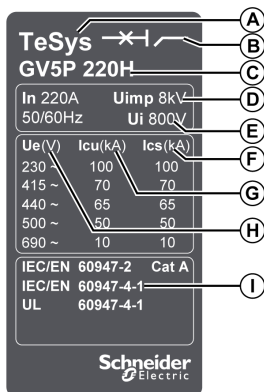 TeSys
GV5P 220H
In 220A Uimp 8kV
50/60Hz Ui 800V
Ue(V) Icu(kA) Ics(kA)
230 ~ 100 100
415 ~ 70 70
440 ~ 65 65
500 ~ 50 50
690 ~ 10 10
IEC/EN 60947-2 Cat A
IEC/EN 60947-4-1
UL 60947-4-1
Schneider
Electric
A
B
C
D
E
F
G
H
I